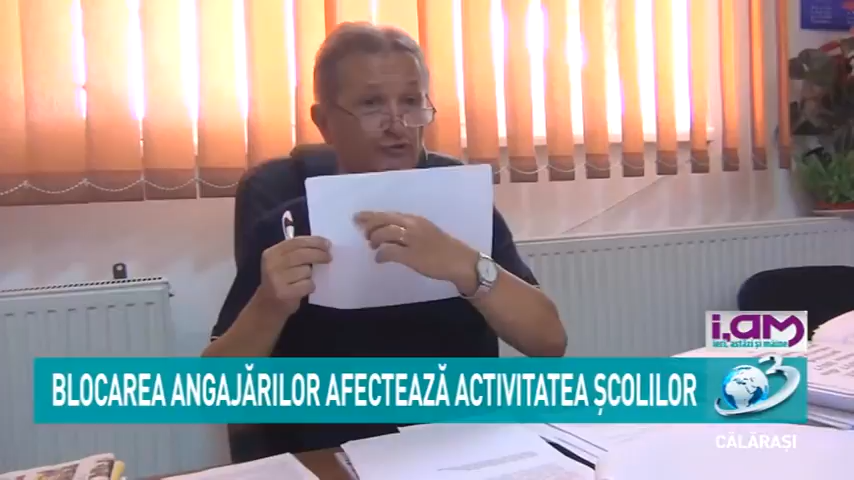 i.am
ieri, astăzi și mâine
BLOCAREA ANGAJĂRILOR AFECTEAZĂ ACTIVITATEA ȘCOLILOR
3
CĂLĂRAȘI